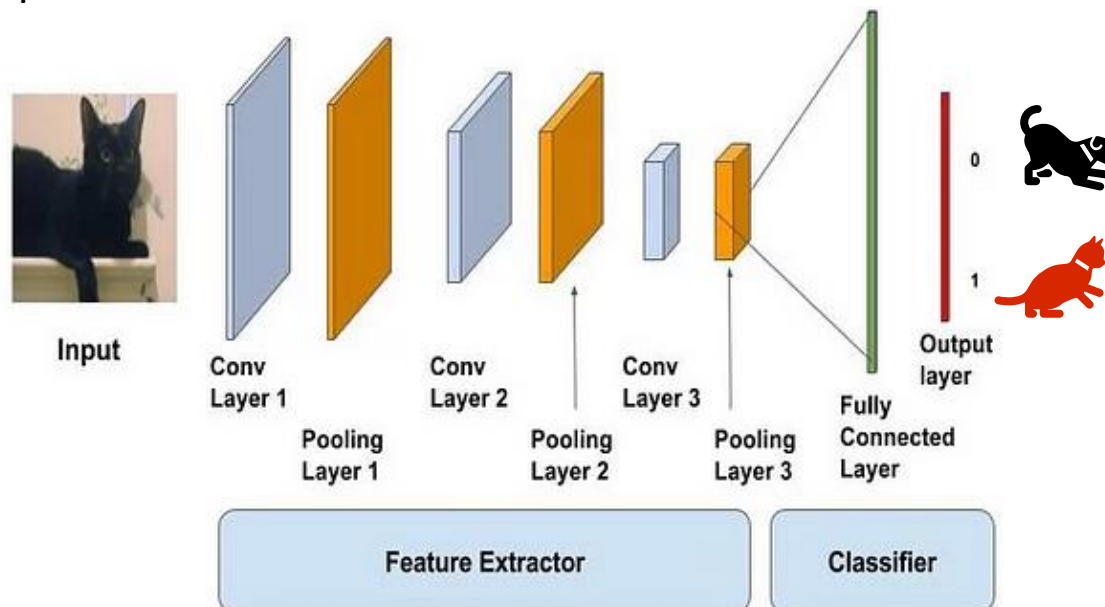 0
1
Input
Output
layer
Conv
Layer 1
Conv
Layer 2
Conv
Layer 3
Fully
Connected
Layer
Pooling
Layer 1
Pooling
Layer 2
Pooling
Layer 3
Feature Extractor
Classifier